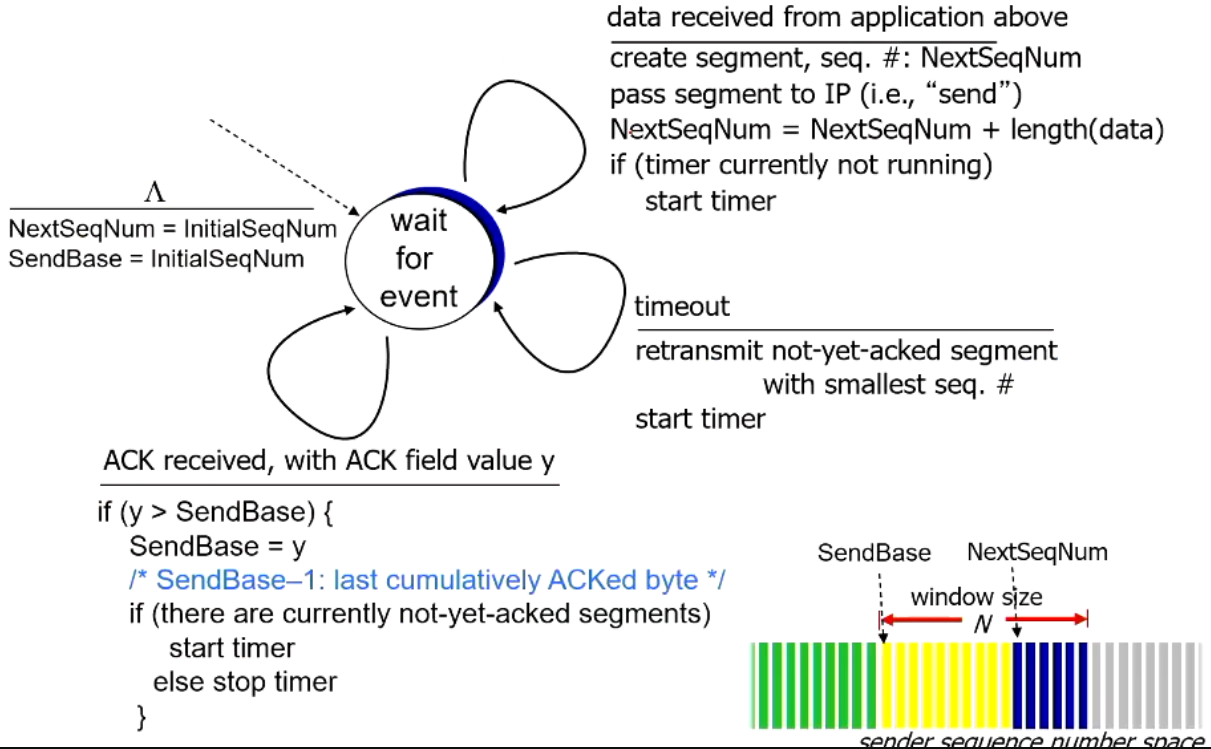 data received from application above
create segment, seq. #: NextSeqNum
pass segment to IP (i.e., “send”)
NextSeqNum = NextSeqNum + length(data)
if (timer currently not running)
start timer
Λ
NextSeqNum = InitialSeqNum
SendBase = InitialSeqNum
wait
for
event
timeout
retransmit not-yet-acked segment
with smallest seq. #
start timer
ACK received, with ACK field value y
if (y > SendBase) {
SendBase = y
/* SendBase–1: last cumulatively ACKed byte */
if (there are currently not-yet-acked segments)
start timer
else stop timer
}
SendBase NextSeqNum
window size
N
sender sequence number space